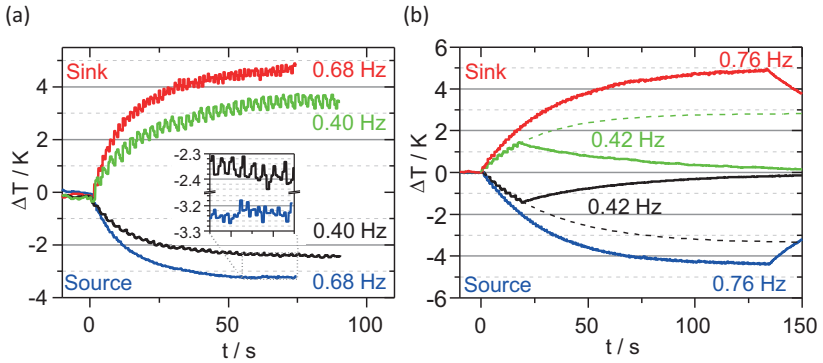 (a)
ΔT / K
4
2
0
-2
-4
Sink
0.68 Hz
0.40 Hz
-2.3
-2.4
-3.2
-3.3
0.40 Hz
Source
0.68 Hz
0
50
100
t / s
(b)
ΔT / K
6
4
2
0
-2
-4
-6
Sink
0.76 Hz
0.42 Hz
0.42 Hz
Source
0.76 Hz
0
50
100
150
t / s